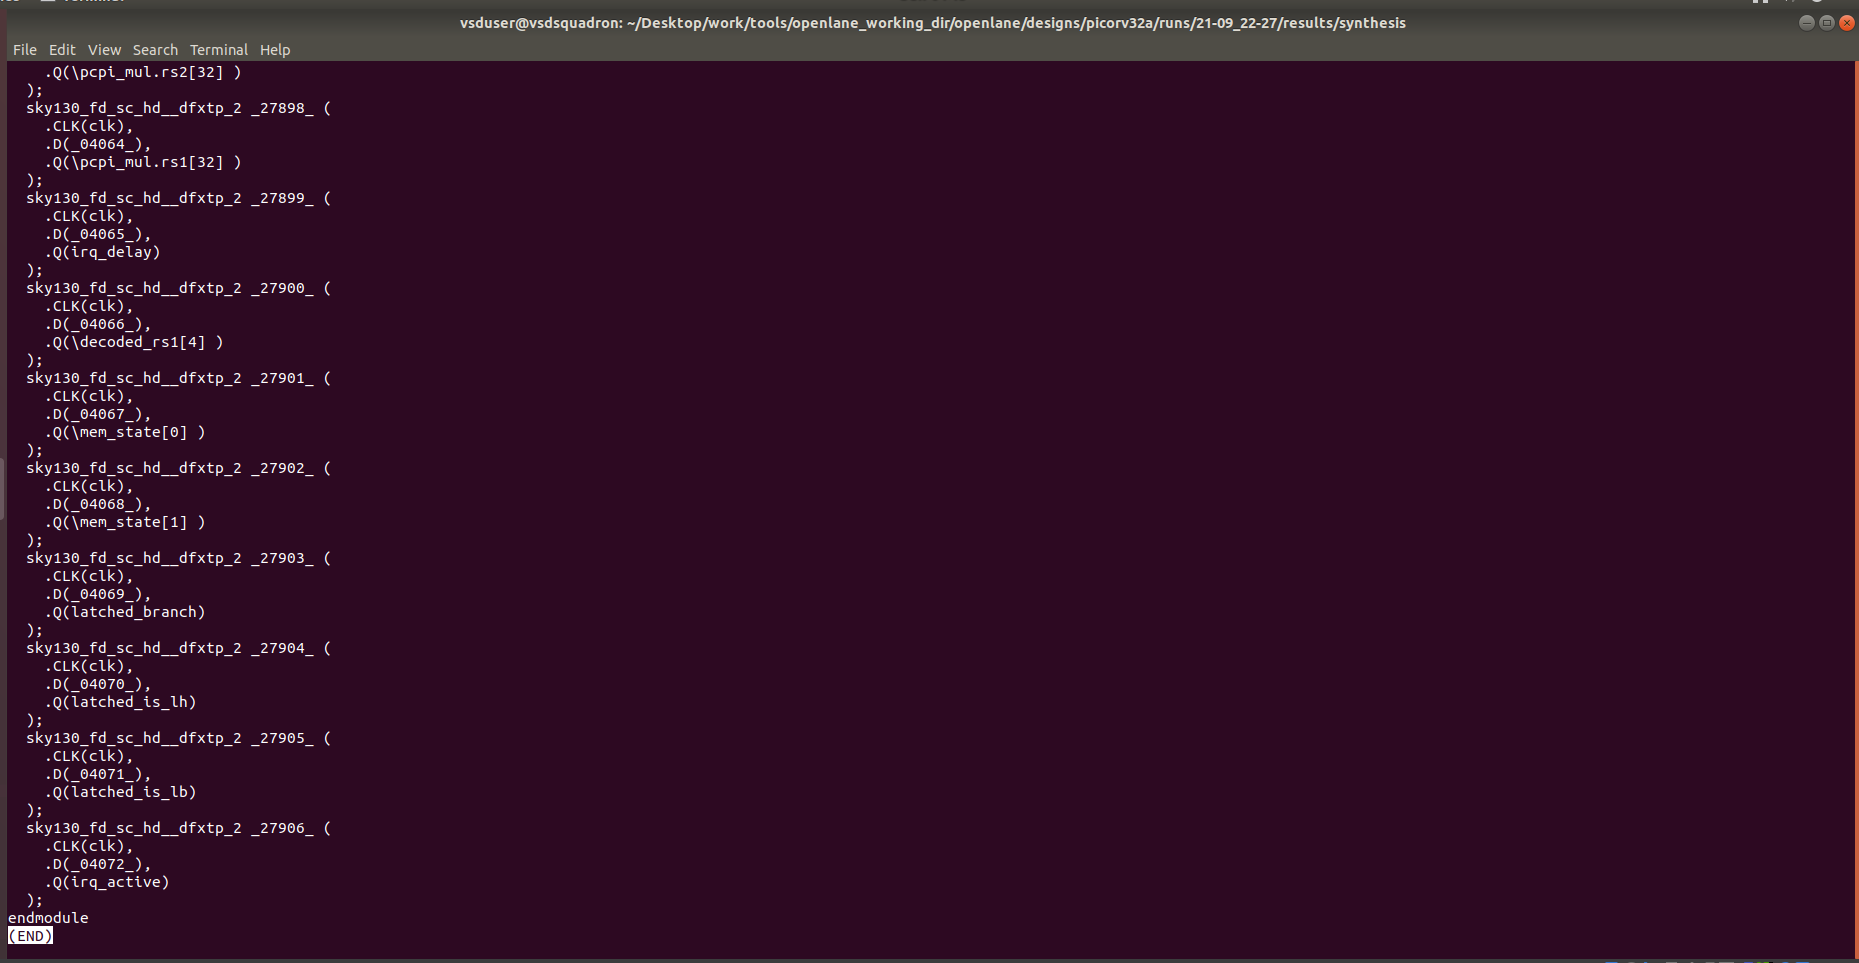 vsduser@vsdsquadron: ~/Desktop/work/tools/openlane_working_dir/openlane/designs/picorv32a/runs/21-09_22-27/results/synthesis
File Edit View Search Terminal Help
    .Q(\pcpi_mul.rs2[32] )
  );
  sky130_fd_sc_hd__dfxtp_2 _27898_ (
    .CLK(clk),
    .D(_04064_),
    .Q(\pcpi_mul.rs1[32] )
  );
  sky130_fd_sc_hd__dfxtp_2 _27899_ (
    .CLK(clk),
    .D(_04065_),
    .Q(irq_delay)
  );
  sky130_fd_sc_hd__dfxtp_2 _27900_ (
    .CLK(clk),
    .D(_04066_),
    .Q(\decoded_rs1[4] )
  );
  sky130_fd_sc_hd__dfxtp_2 _27901_ (
    .CLK(clk),
    .D(_04067_),
    .Q(\mem_state[0] )
  );
  sky130_fd_sc_hd__dfxtp_2 _27902_ (
    .CLK(clk),
    .D(_04068_),
    .Q(\mem_state[1] )
  );
  sky130_fd_sc_hd__dfxtp_2 _27903_ (
    .CLK(clk),
    .D(_04069_),
    .Q(latched_branch)
  );
  sky130_fd_sc_hd__dfxtp_2 _27904_ (
    .CLK(clk),
    .D(_04070_),
    .Q(latched_is_lh)
  );
  sky130_fd_sc_hd__dfxtp_2 _27905_ (
    .CLK(clk),
    .D(_04071_),
    .Q(latched_is_lb)
  );
  sky130_fd_sc_hd__dfxtp_2 _27906_ (
    .CLK(clk),
    .D(_04072_),
    .Q(irq_active)
  );
endmodule
(END)